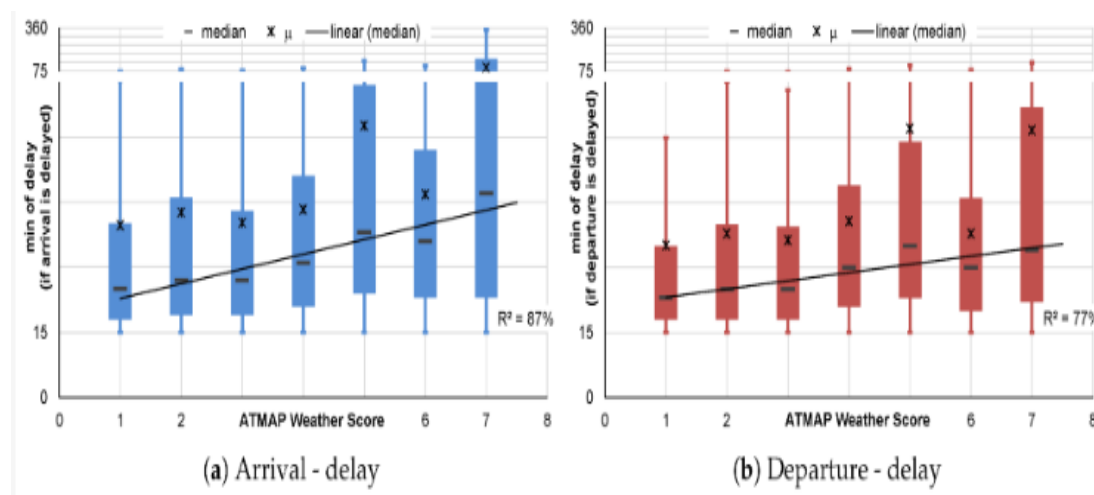 360
median x μ linear (median)
75
min of delay
(if arrival is delayed)
R² = 87%
15
0
0 1 2 ATMAP Weather Score 6 7 8
(a) Arrival - delay
360
median x μ linear (median)
75
min of delay
(if departure is delayed)
R² = 77%
15
0
0 1 2 ATMAP Weather Score 6 7 8
(b) Departure - delay